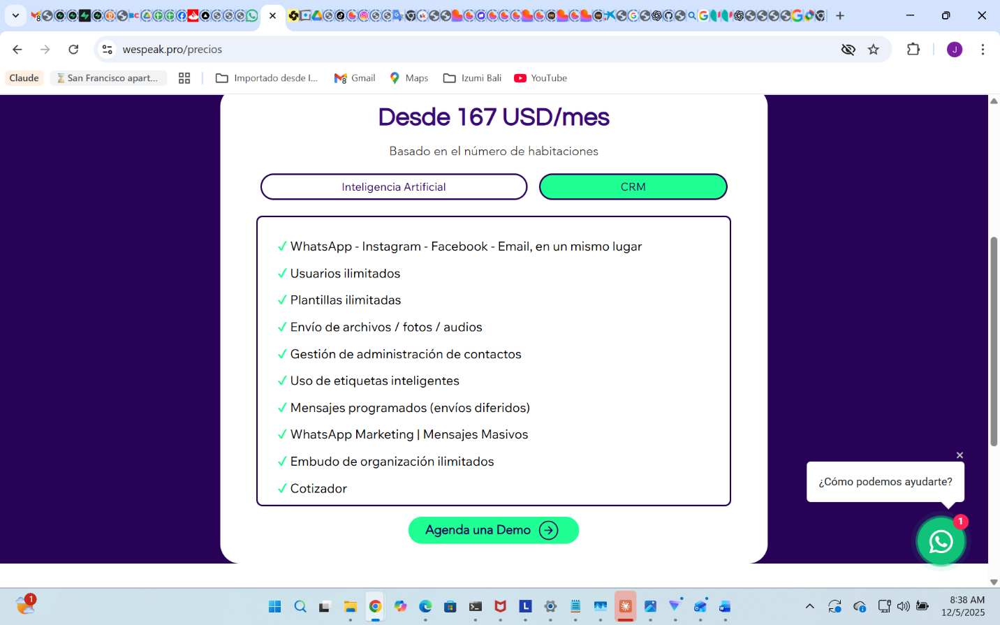 wespeak.pro/precios
J
Claude
San Francisco apart...
Importado desde I...
Gmail
Maps
Izumi Bali
YouTube
Desde 167 USD/mes
Basado en el número de habitaciones
Inteligencia Artificial
CRM
WhatsApp - Instagram - Facebook - Email, en un mismo lugar
Usuarios ilimitados
Plantillas ilimitadas
Envío de archivos / fotos / audios
Gestión de administración de contactos
Uso de etiquetas inteligentes
Mensajes programados (envíos diferidos)
WhatsApp Marketing | Mensajes Masivos
Embudo de organización ilimitados
Cotizador
Agenda una Demo
¿Cómo podemos ayudarte?
1
1
8:38 AM
12/5/2025